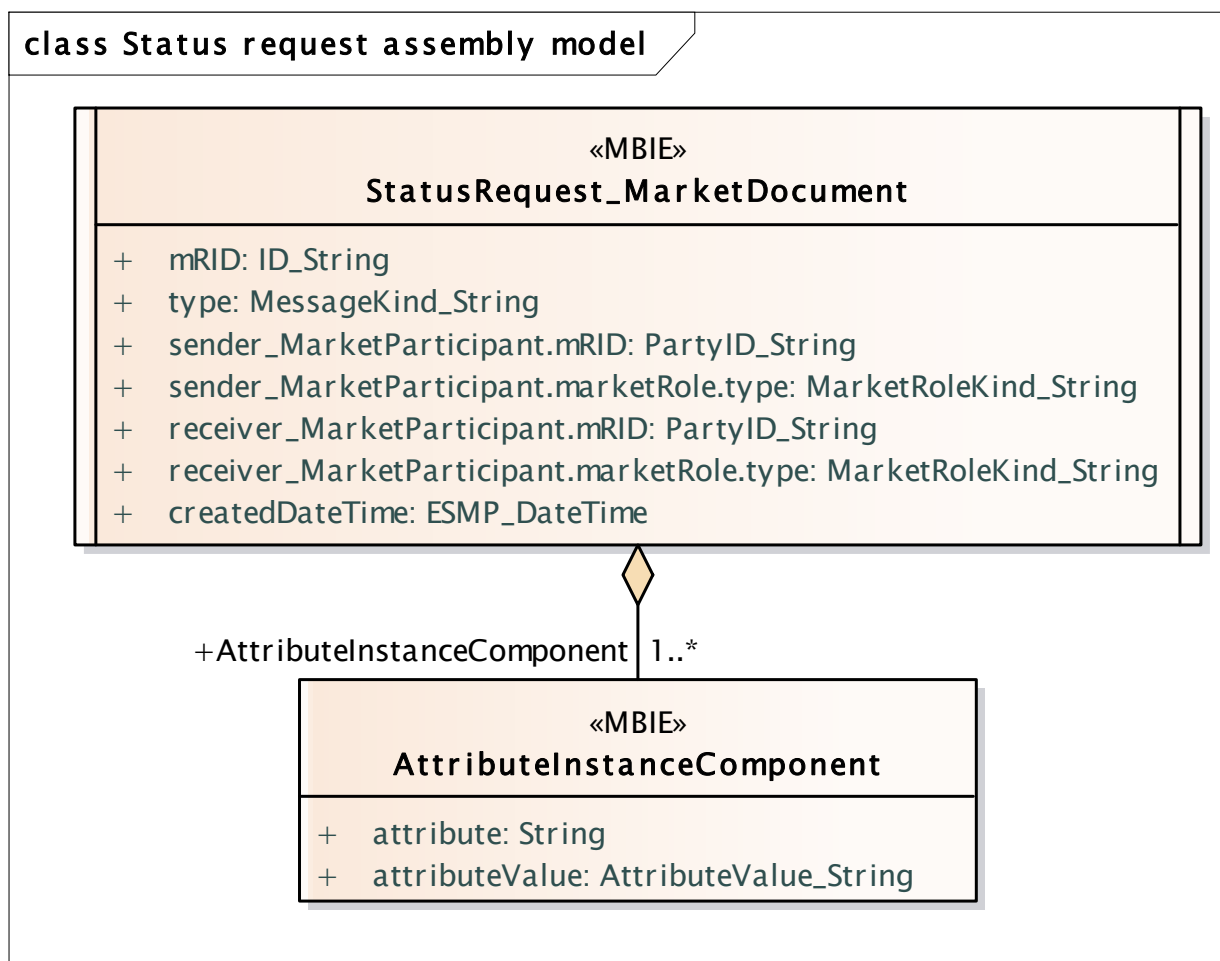 class Status request assembly model
«MBIE»
StatusRequest_MarketDocument
+ mRID: ID_String
+ type: MessageKind_String
+ sender_MarketParticipant.mRID: PartyID_String
+ sender_MarketParticipant.marketRole.type: MarketRoleKind_String
+ receiver_MarketParticipant.mRID: PartyID_String
+ receiver_MarketParticipant.marketRole.type: MarketRoleKind_String
+ createdDateTime: ESMP_DateTime
+AttributeInstanceComponent 1..*
«MBIE»
AttributeInstanceComponent
+ attribute: String
+ attributeValue: AttributeValue_String